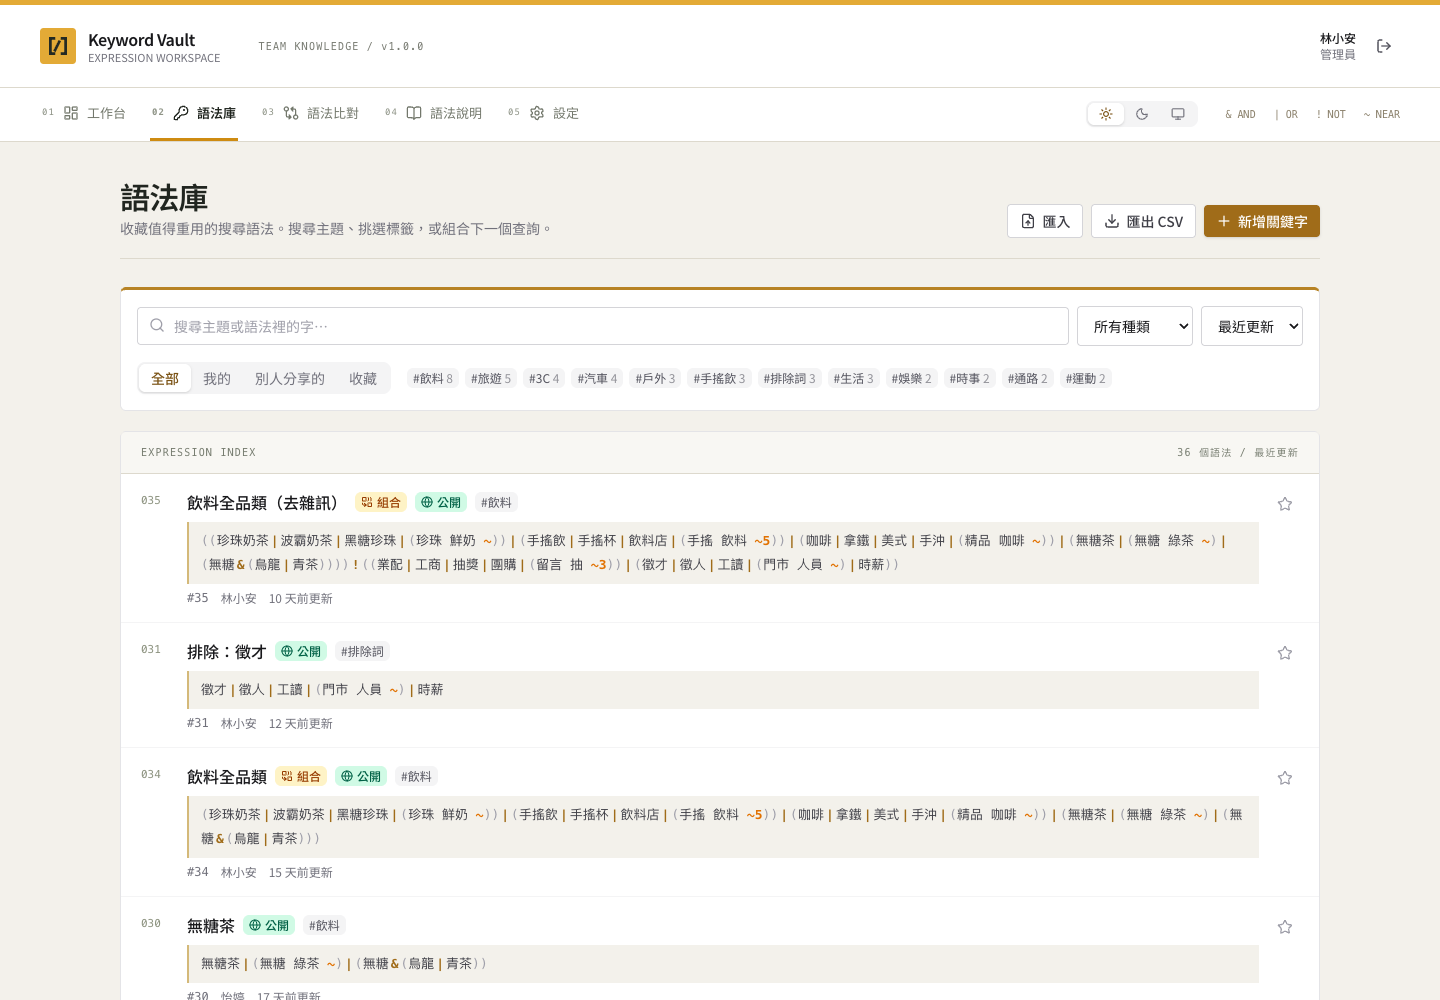 [/] Keyword Vault
EXPRESSION WORKSPACE
TEAM KNOWLEDGE / v1.0.0
林小安
管理員
01 工作台 02 語法庫 03 語法比對 04 語法說明 05 設定 & AND | OR ! NOT ~ NEAR
語法庫
收藏值得重用的搜尋語法。搜尋主題、挑選標籤，或組合下一個查詢。
匯入 匯出 CSV 新增關鍵字
搜尋主題或語法裡的字… 所有種類 最近更新
全部 我的 別人分享的 收藏 #飲料 8 #旅遊 5 #3C 4 #汽車 4 #戶外 3 #手搖飲 3 #排除詞 3 #生活 3 #娛樂 2 #時事 2 #通路 2 #運動 2
EXPRESSION INDEX 36 個語法 / 最近更新
035 飲料全品類（去雜訊） 組合 公開 #飲料
((珍珠奶茶|波霸奶茶|黑糖珍珠|(珍珠 鮮奶 ~))|(手搖飲|手搖杯|飲料店|(手搖 飲料 ~5))|(咖啡|拿鐵|美式|手沖|(精品 咖啡 ~))|(無糖茶|(無糖 綠茶 ~)|
(無糖&(烏龍|青茶))))!((業配|工商|抽獎|團購|(留言 抽 ~3))|(徵才|徵人|工讀|(門市 人員 ~)|時薪))
#35 林小安 10 天前更新
031 排除：徵才 公開 #排除詞
徵才|徵人|工讀|(門市 人員 ~)|時薪
#31 林小安 12 天前更新
034 飲料全品類 組合 公開 #飲料
(珍珠奶茶|波霸奶茶|黑糖珍珠|(珍珠 鮮奶 ~))|(手搖飲|手搖杯|飲料店|(手搖 飲料 ~5))|(咖啡|拿鐵|美式|手沖|(精品 咖啡 ~))|(無糖茶|(無糖 綠茶 ~)|(無
糖&(烏龍|青茶)))
#34 林小安 15 天前更新
030 無糖茶 公開 #飲料
無糖茶|(無糖 綠茶 ~)|(無糖&(烏龍|青茶))
#30 怡婷 17 天前更新